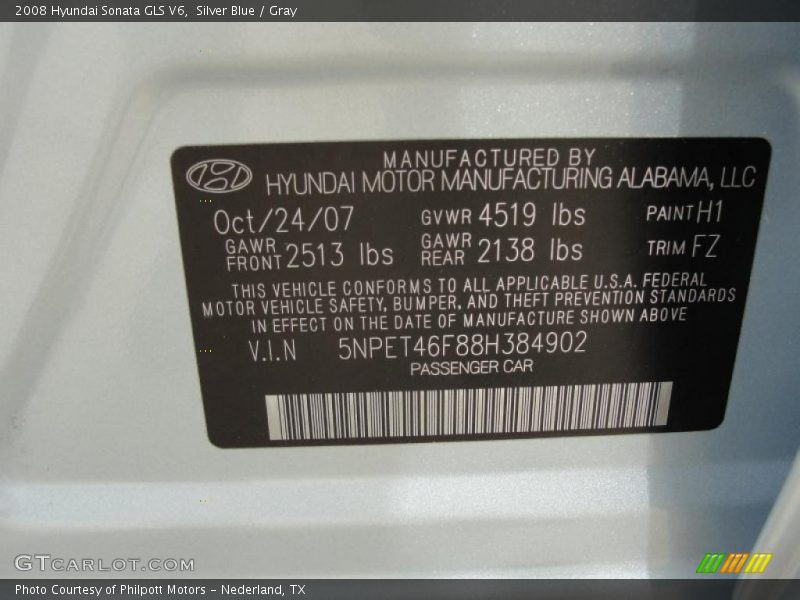 2008 Hyundai Sonata GLS V6,  Silver Blue / Gray
MANUFACTURED BY
HYUNDAI MOTOR MANUFACTURING ALABAMA, LLC
Oct/24/07 GVWR 4519 lbs PAINT H1
GAWR FRONT 2513 lbs GAWR REAR 2138 lbs TRIM FZ
THIS VEHICLE CONFORMS TO ALL APPLICABLE U.S.A. FEDERAL
MOTOR VEHICLE SAFETY, BUMPER, AND THEFT PREVENTION STANDARDS
IN EFFECT ON THE DATE OF MANUFACTURE SHOWN ABOVE
V.I.N 5NPET46F88H384902
PASSENGER CAR
GTCARLOT.COM
Photo Courtesy of Philpott Motors - Nederland, TX